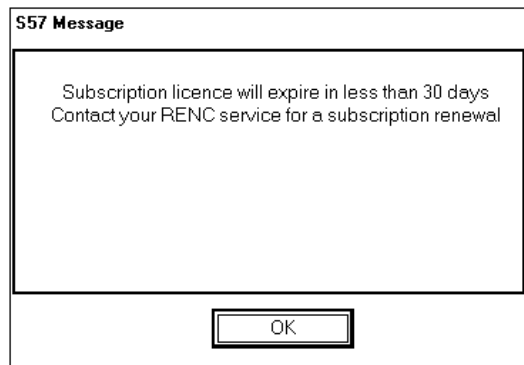 S57 Message
Subscription licence will expire in less than 30 days
Contact your RENC service for a subscription renewal
OK